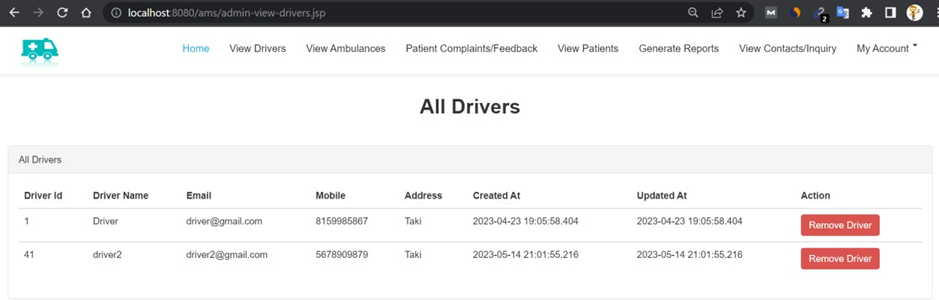 localhost:8080/ams/admin-view-drivers.jsp
M
2
Home View Drivers View Ambulances Patient Complaints/Feedback View Patients Generate Reports View Contacts/Inquiry My Account
All Drivers
All Drivers
Driver Id Driver Name Email Mobile Address Created At Updated At Action
1 Driver driver@gmail.com 8159985867 Taki 2023-04-23 19:05:58.404 2023-04-23 19:05:58.404 Remove Driver
41 driver2 driver2@gmail.com 5678909879 Taki 2023-05-14 21:01:55.216 2023-05-14 21:01:55.216 Remove Driver